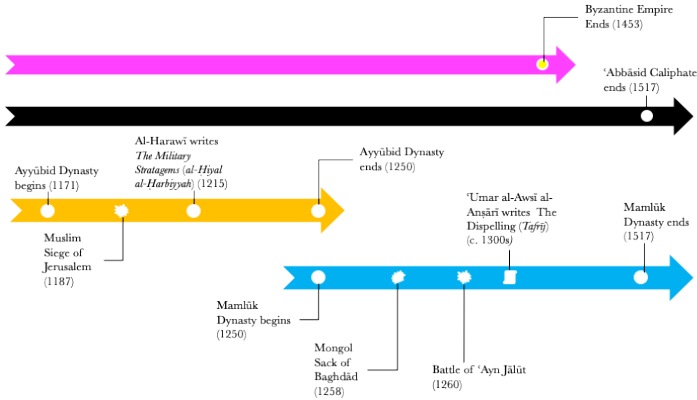 Byzantine Empire
Ends (1453)
ʿAbbāsid Caliphate
ends (1517)
Al-Harawī writes
The Military
Stratagems (al-Ḥiyal
al-Ḥarbiyyah) (1215)
Ayyūbid Dynasty
begins (1171)
Ayyūbid Dynasty
ends (1250)
Muslim
Siege of
Jerusalem
(1187)
ʿUmar al-Awsī al-
Anṣārī writes The
Dispelling (Tafrīj)
(c. 1300s)
Mamlūk
Dynasty ends
(1517)
Mamlūk
Dynasty begins
(1250)
Mongol
Sack of
Baghdād
(1258)
Battle of ʿAyn Jālūt
(1260)